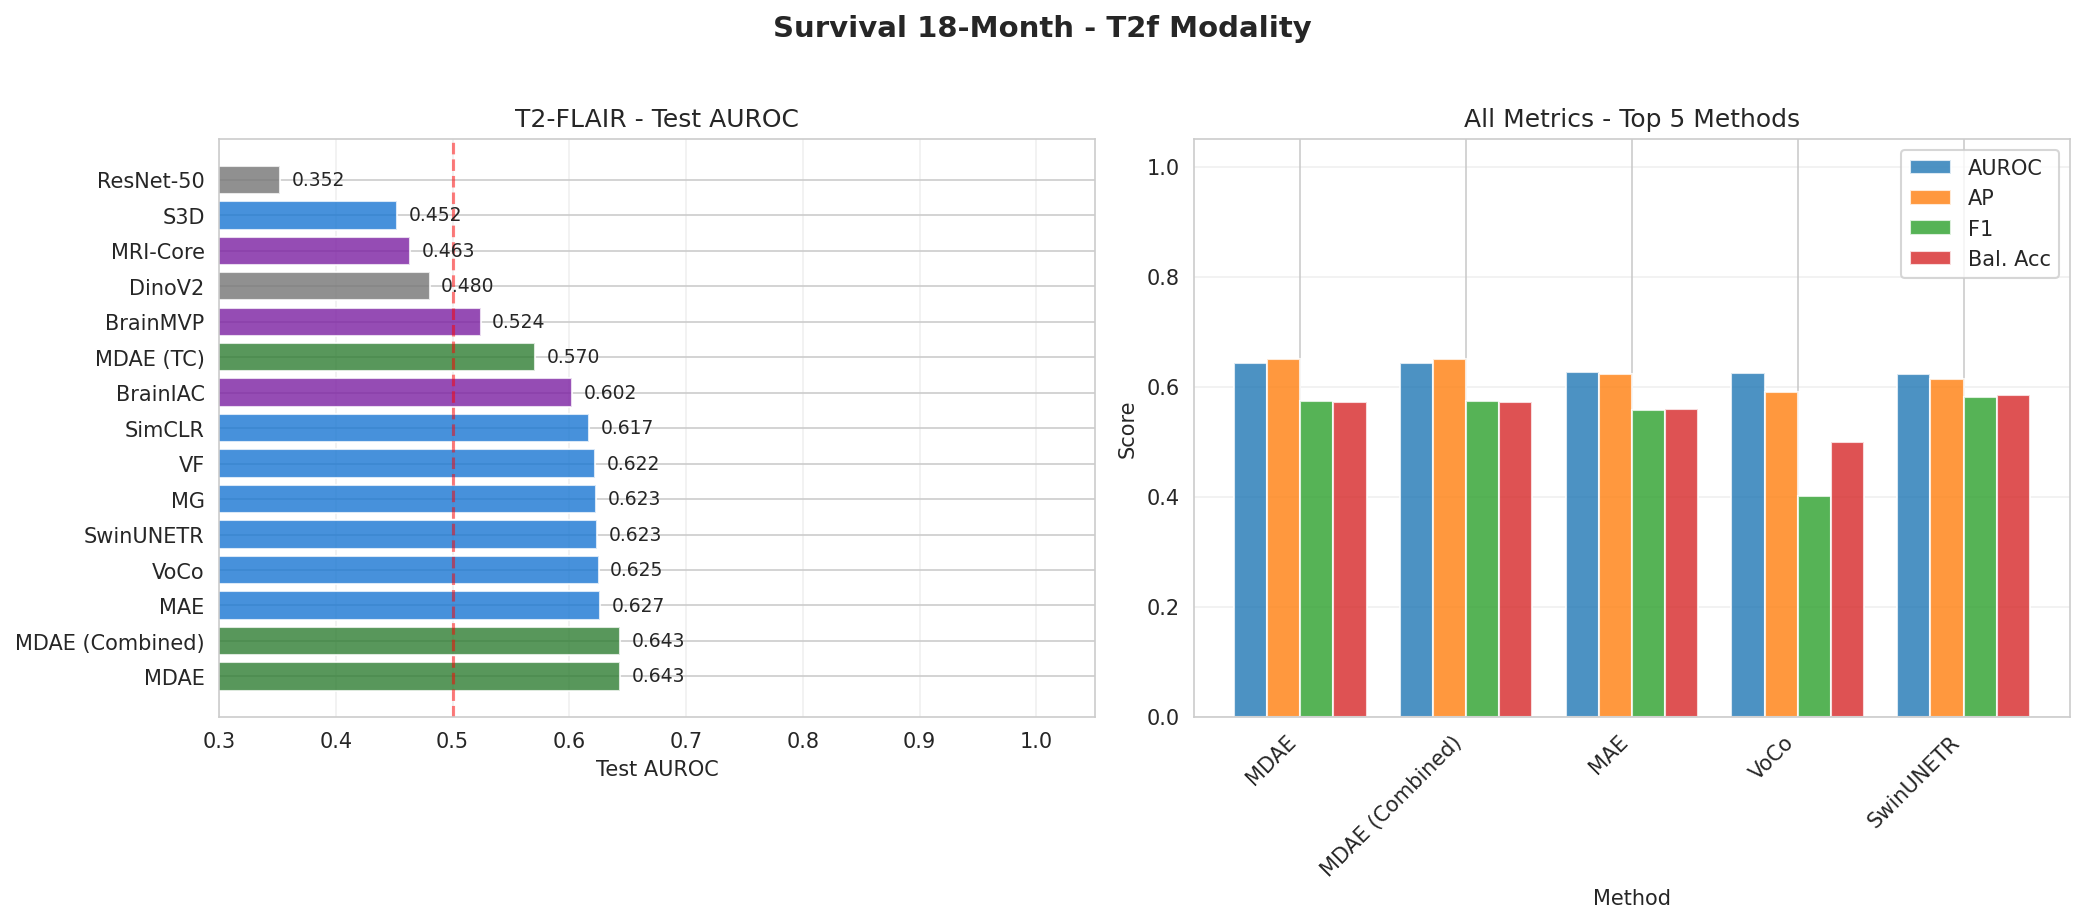 Survival 18-Month - T2f Modality
T2-FLAIR - Test AUROC
ResNet-50 0.352
S3D 0.452
MRI-Core 0.463
DinoV2 0.480
BrainMVP 0.524
MDAE (TC) 0.570
BrainIAC 0.602
SimCLR 0.617
VF 0.622
MG 0.623
SwinUNETR 0.623
VoCo 0.625
MAE 0.627
MDAE (Combined) 0.643
MDAE 0.643
0.3 0.4 0.5 0.6 0.7 0.8 0.9 1.0
Test AUROC
All Metrics - Top 5 Methods
AUROC
AP
F1
Bal. Acc
1.0
0.8
0.6
0.4
0.2
0.0
Score
MDAE
MDAE (Combined)
MAE
VoCo
SwinUNETR
Method